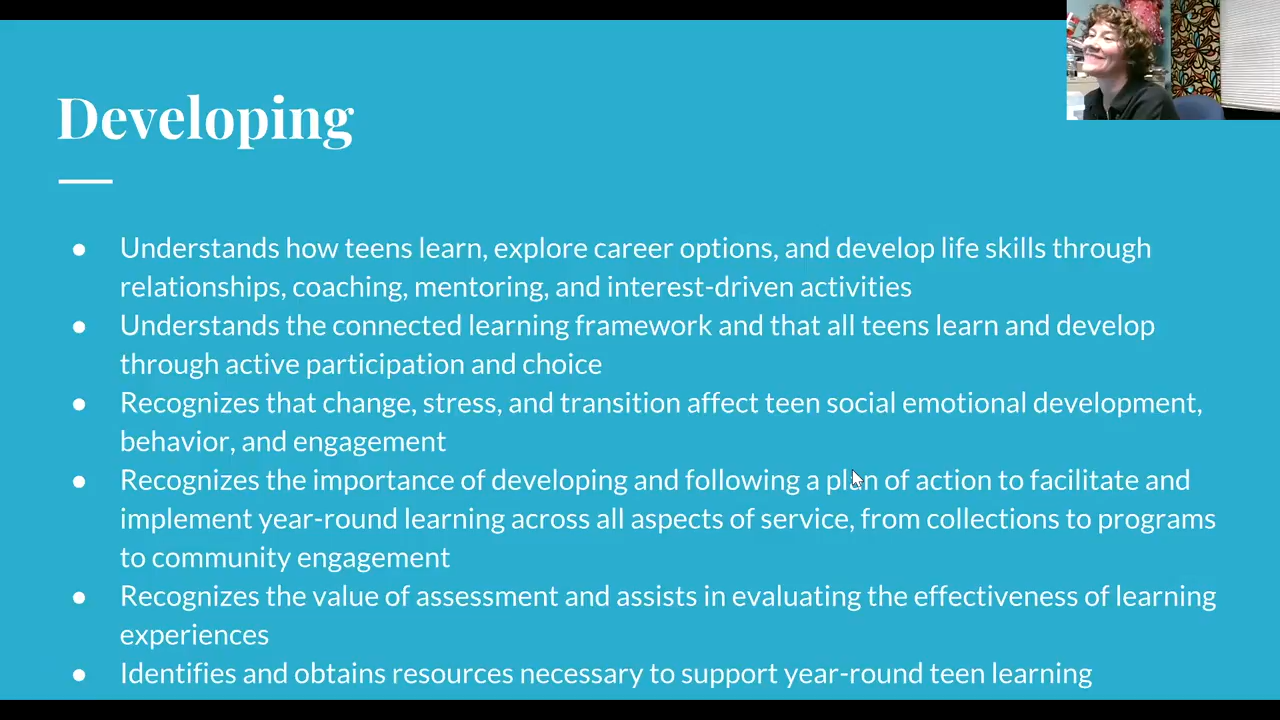 Developing
● Understands how teens learn, explore career options, and develop life skills through
relationships, coaching, mentoring, and interest-driven activities
● Understands the connected learning framework and that all teens learn and develop
through active participation and choice
● Recognizes that change, stress, and transition affect teen social emotional development,
behavior, and engagement
● Recognizes the importance of developing and following a plan of action to facilitate and
implement year-round learning across all aspects of service, from collections to programs
to community engagement
● Recognizes the value of assessment and assists in evaluating the effectiveness of learning
experiences
● Identifies and obtains resources necessary to support year-round teen learning